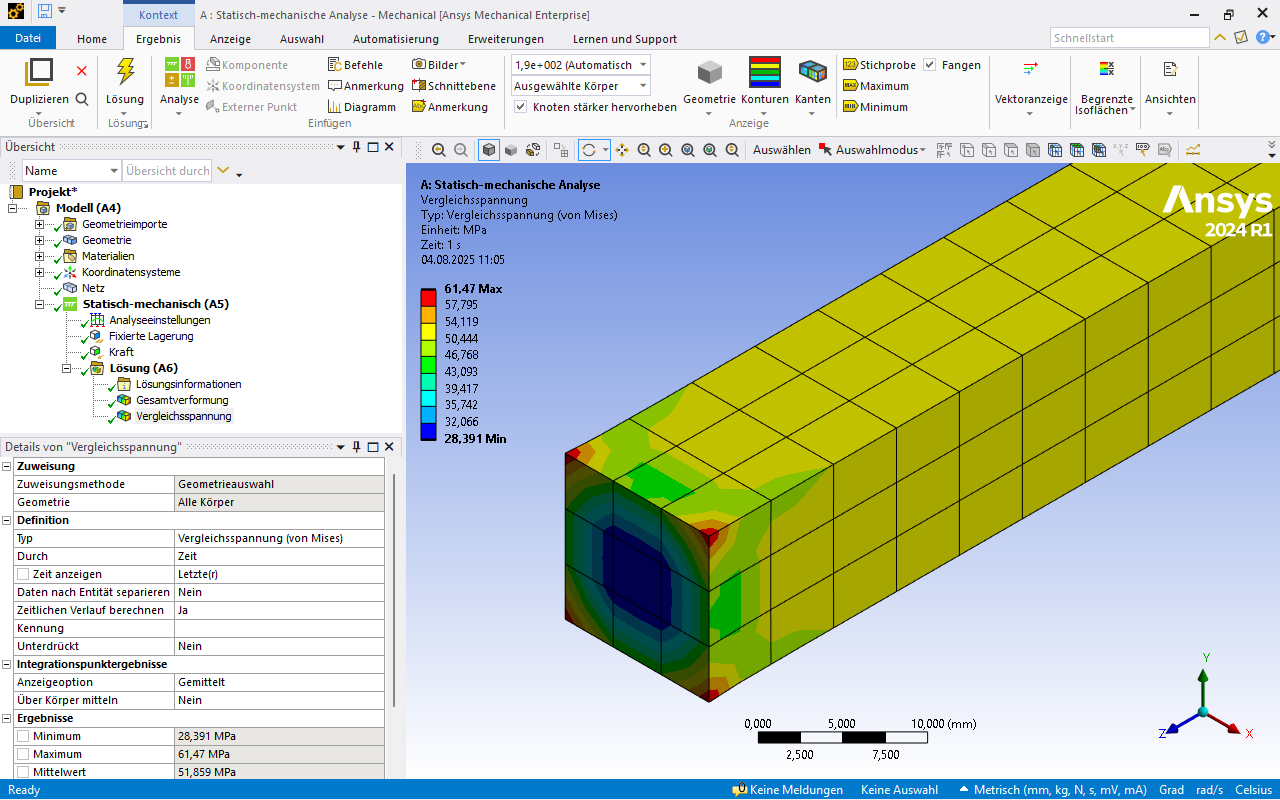 Kontext
A : Statisch-mechanische Analyse - Mechanical [Ansys Mechanical Enterprise]
Datei Home Ergebnis Anzeige Auswahl Automatisierung Erweiterungen Lernen und Support Schnellstart
Duplizieren
Übersicht
Lösung
Lösung
Analyse
Komponente
Koordinatensystem
Externer Punkt
Befehle
Anmerkung
Diagramm
Bilder
Schnittebene
Anmerkung
Einfügen
1,9e+002 (Automatisch
Ausgewählte Körper
Knoten stärker hervorheben
Geometrie
Konturen
Kanten
Stichprobe
Fangen
Maximum
Minimum
Anzeige
Vektoranzeige
Begrenzte
Isoflächen
Ansichten
Übersicht
Name Übersicht durch
Projekt*
Modell (A4)
Geometrieimporte
Geometrie
Materialien
Koordinatensysteme
Netz
Statisch-mechanisch (A5)
Analyseeinstellungen
Fixierte Lagerung
Kraft
Lösung (A6)
Lösungsinformationen
Gesamtverformung
Vergleichsspannung
Details von "Vergleichsspannung"
Zuweisung
Zuweisungsmethode Geometrieauswahl
Geometrie Alle Körper
Definition
Typ Vergleichsspannung (von Mises)
Durch Zeit
Zeit anzeigen Letzte(r)
Daten nach Entität separieren Nein
Zeitlichen Verlauf berechnen Ja
Kennung
Unterdrückt Nein
Integrationspunktergebnisse
Anzeigeoption Gemittelt
Über Körper mitteln Nein
Ergebnisse
Minimum 28,391 MPa
Maximum 61,47 MPa
Mittelwert 51,859 MPa
Auswählen Auswahlmodus
A: Statisch-mechanische Analyse
Vergleichsspannung
Typ: Vergleichsspannung (von Mises)
Einheit: MPa
Zeit: 1 s
04.08.2025 11:05
61,47 Max
57,795
54,119
50,444
46,768
43,093
39,417
35,742
32,066
28,391 Min
Ansys
2024 R1
0,000 5,000 10,000 (mm)
2,500 7,500
Y
Z X
Ready Keine Meldungen Keine Auswahl Metrisch (mm, kg, N, s, mV, mA) Grad rad/s Celsius